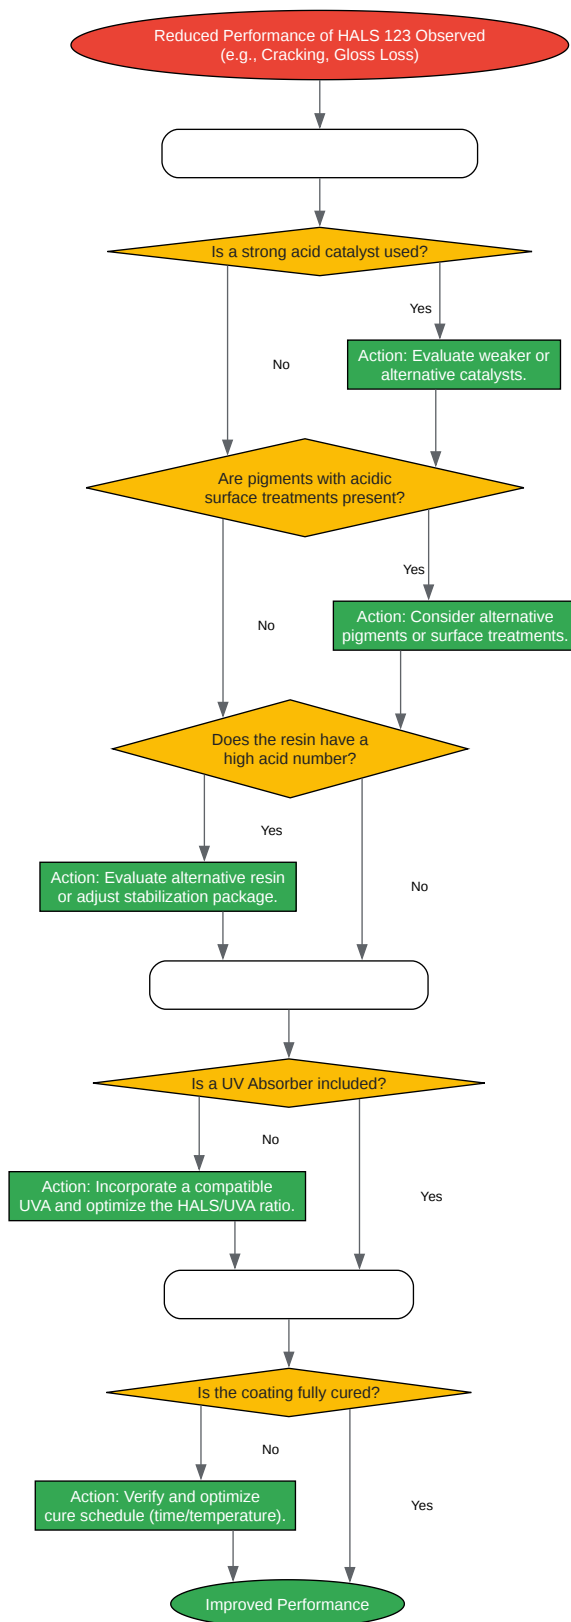 Reduced Performance of HALS 123 Observed
(e.g., Cracking, Gloss Loss)
Is a strong acid catalyst used?
Yes
No
Action: Evaluate weaker or
alternative catalysts.
Are pigments with acidic
surface treatments present?
Yes
No
Action: Consider alternative
pigments or surface treatments.
Does the resin have a
high acid number?
Yes
No
Action: Evaluate alternative resin
or adjust stabilization package.
Is a UV Absorber included?
No
Yes
Action: Incorporate a compatible
UVA and optimize the HALS/UVA ratio.
Is the coating fully cured?
No
Yes
Action: Verify and optimize
cure schedule (time/temperature).
Improved Performance